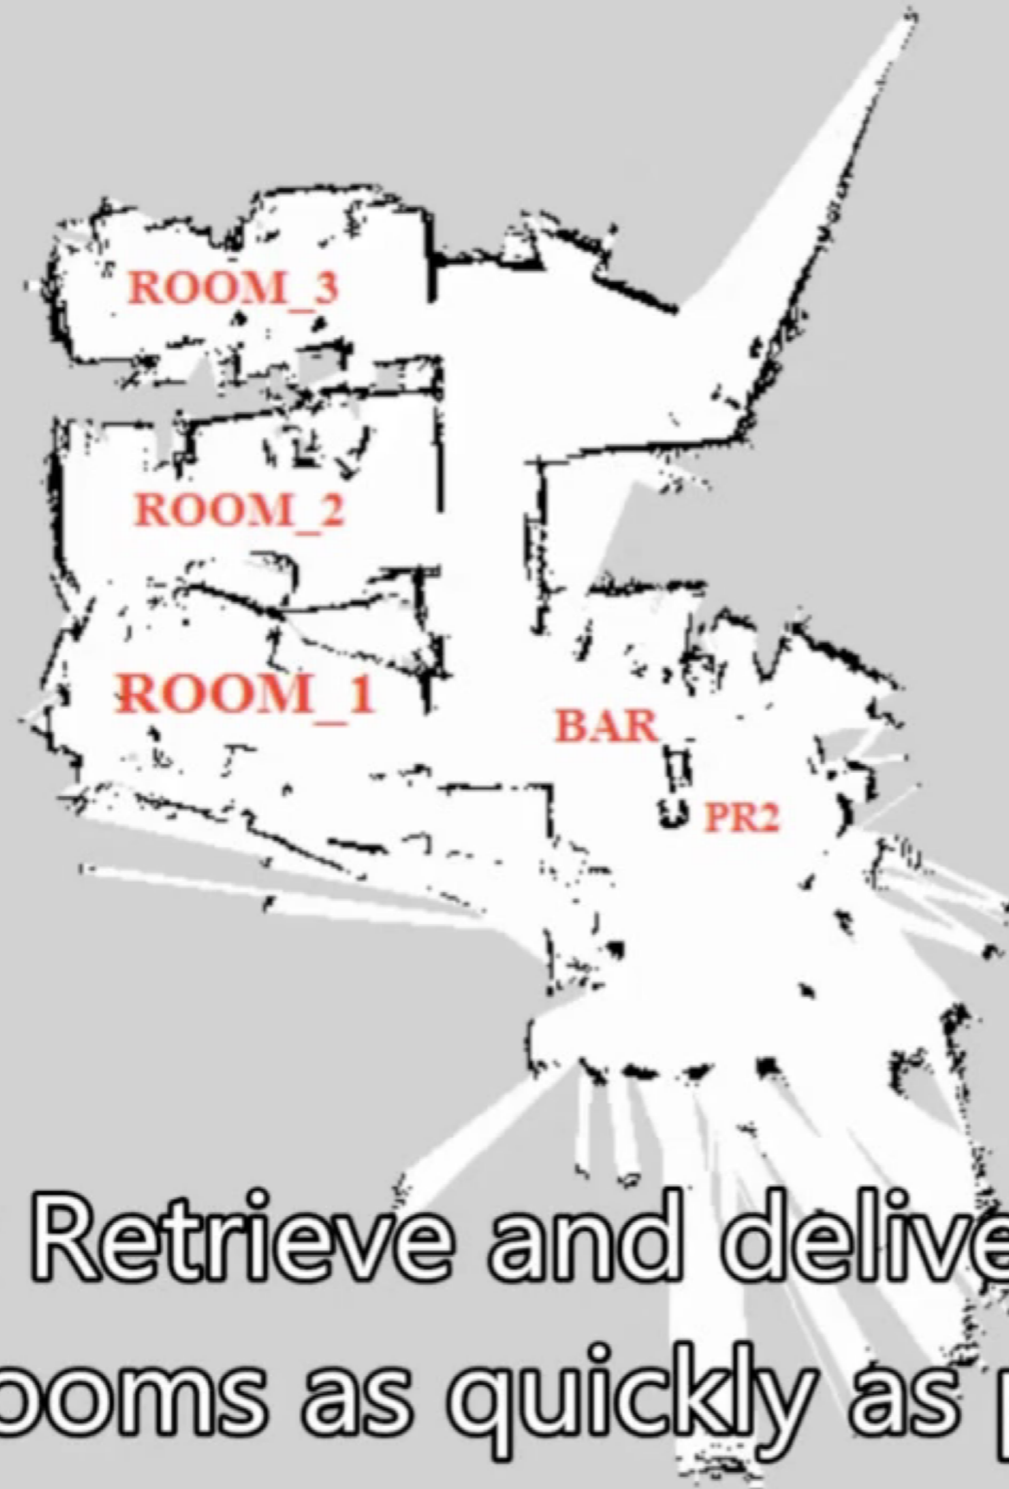 ROOM_3
ROOM_2
ROOM_1
BAR
PR2
Retrieve and delive
ooms as quickly as p